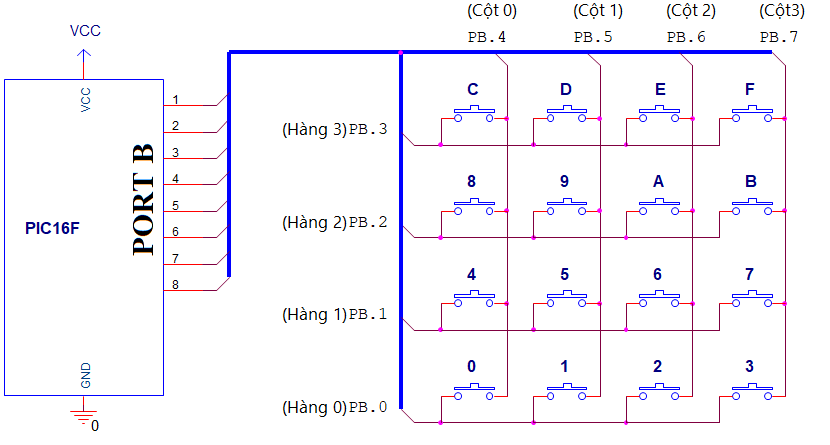 (Cột 0) (Cột 1) (Cột 2) (Cột3)
VCC PB.4 PB.5 PB.6 PB.7
C D E F
VCC
1
2
(Hàng 3)PB.3
3
4
8 9 A B
5
PIC16F
PORT B
(Hàng 2)PB.2
6
7
4 5 6 7
8
(Hàng 1)PB.1
0 1 2 3
GND
(Hàng 0)PB.0
0